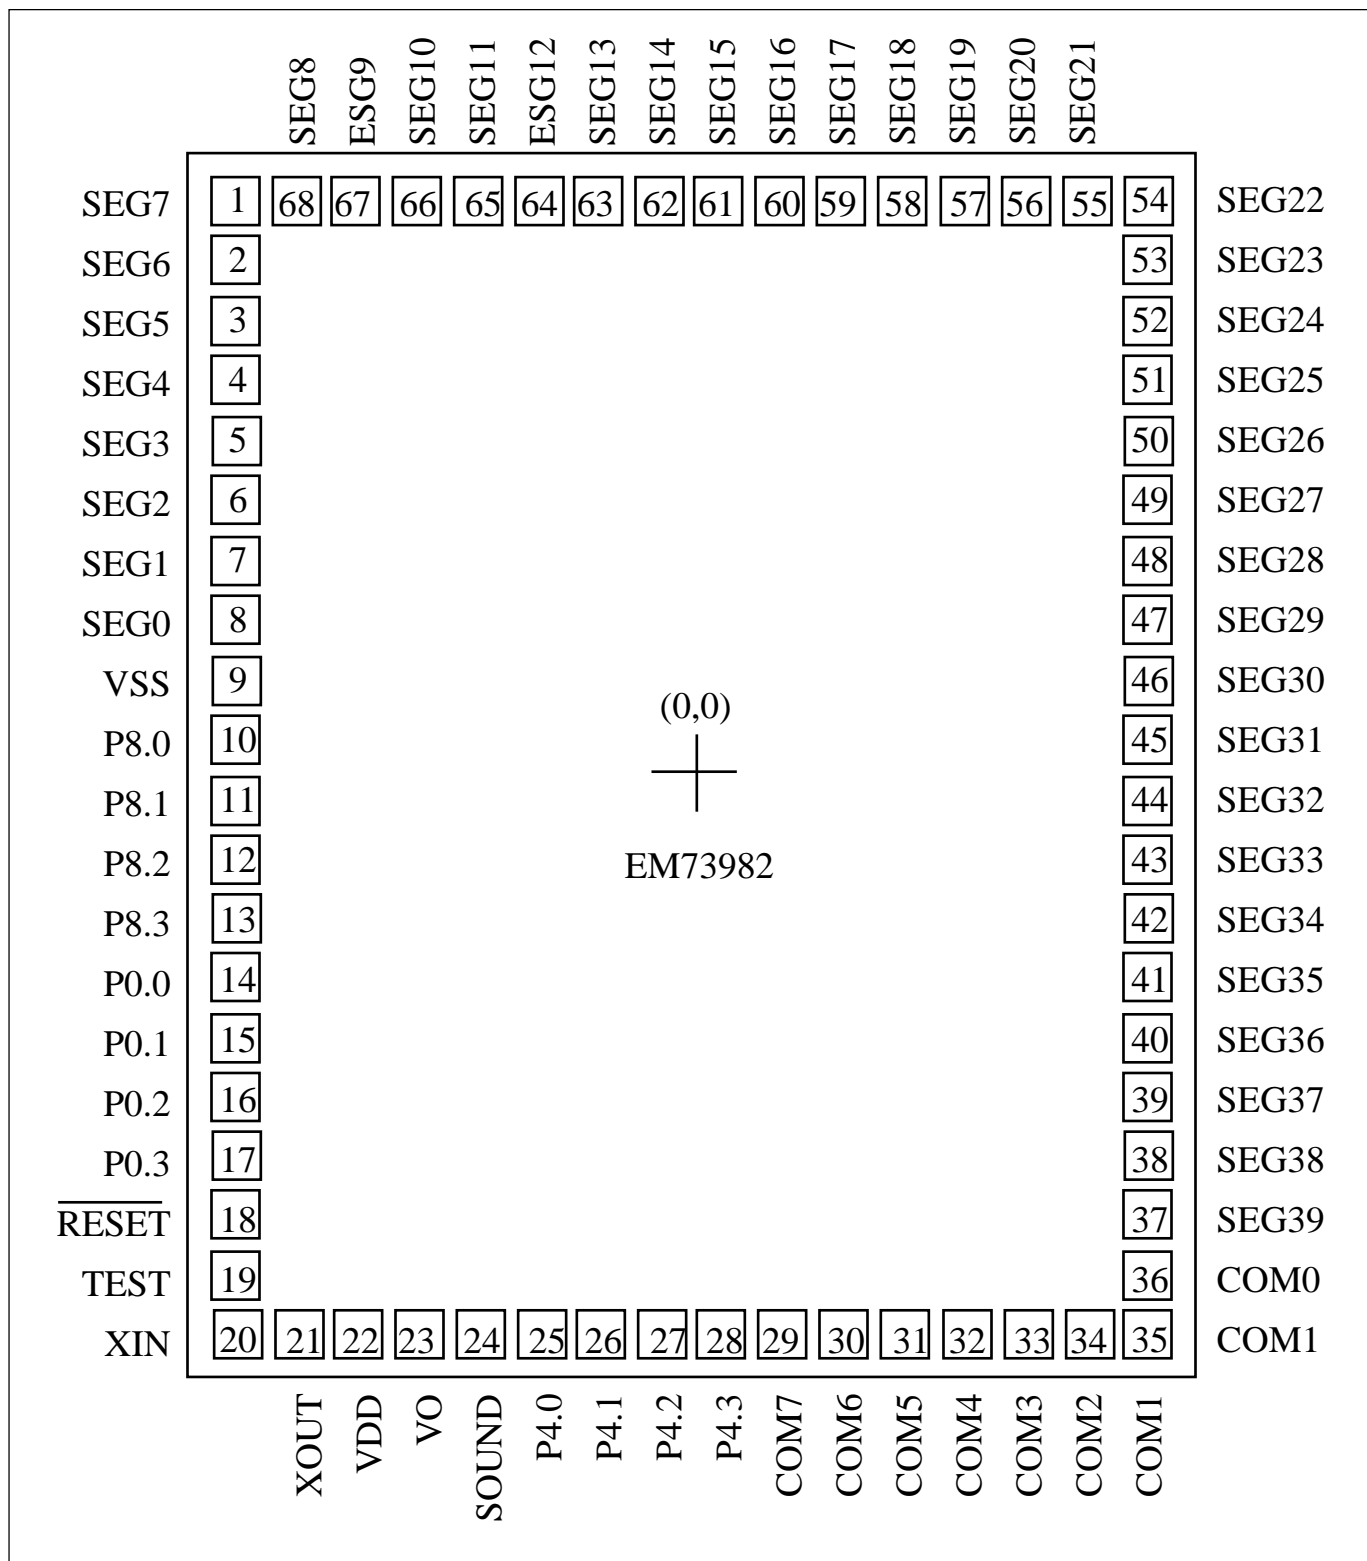 SEG8 ESG9 SEG10 SEG11 ESG12 SEG13 SEG14 SEG15 SEG16 SEG17 SEG18 SEG19 SEG20 SEG21
SEG7 1 68 67 66 65 64 63 62 61 60 59 58 57 56 55 54 SEG22
SEG6 2 53 SEG23
SEG5 3 52 SEG24
SEG4 4 51 SEG25
SEG3 5 50 SEG26
SEG2 6 49 SEG27
SEG1 7 48 SEG28
SEG0 8 47 SEG29
VSS 9 46 SEG30
(0,0)
P8.0 10 45 SEG31
P8.1 11 44 SEG32
P8.2 12 EM73982 43 SEG33
P8.3 13 42 SEG34
P0.0 14 41 SEG35
P0.1 15 40 SEG36
P0.2 16 39 SEG37
P0.3 17 38 SEG38
RESET 18 37 SEG39
TEST 19 36 COM0
XIN 20 21 22 23 24 25 26 27 28 29 30 31 32 33 34 35 COM1
XOUT VDD VO SOUND P4.0 P4.1 P4.2 P4.3 COM7 COM6 COM5 COM4 COM3 COM2 COM1